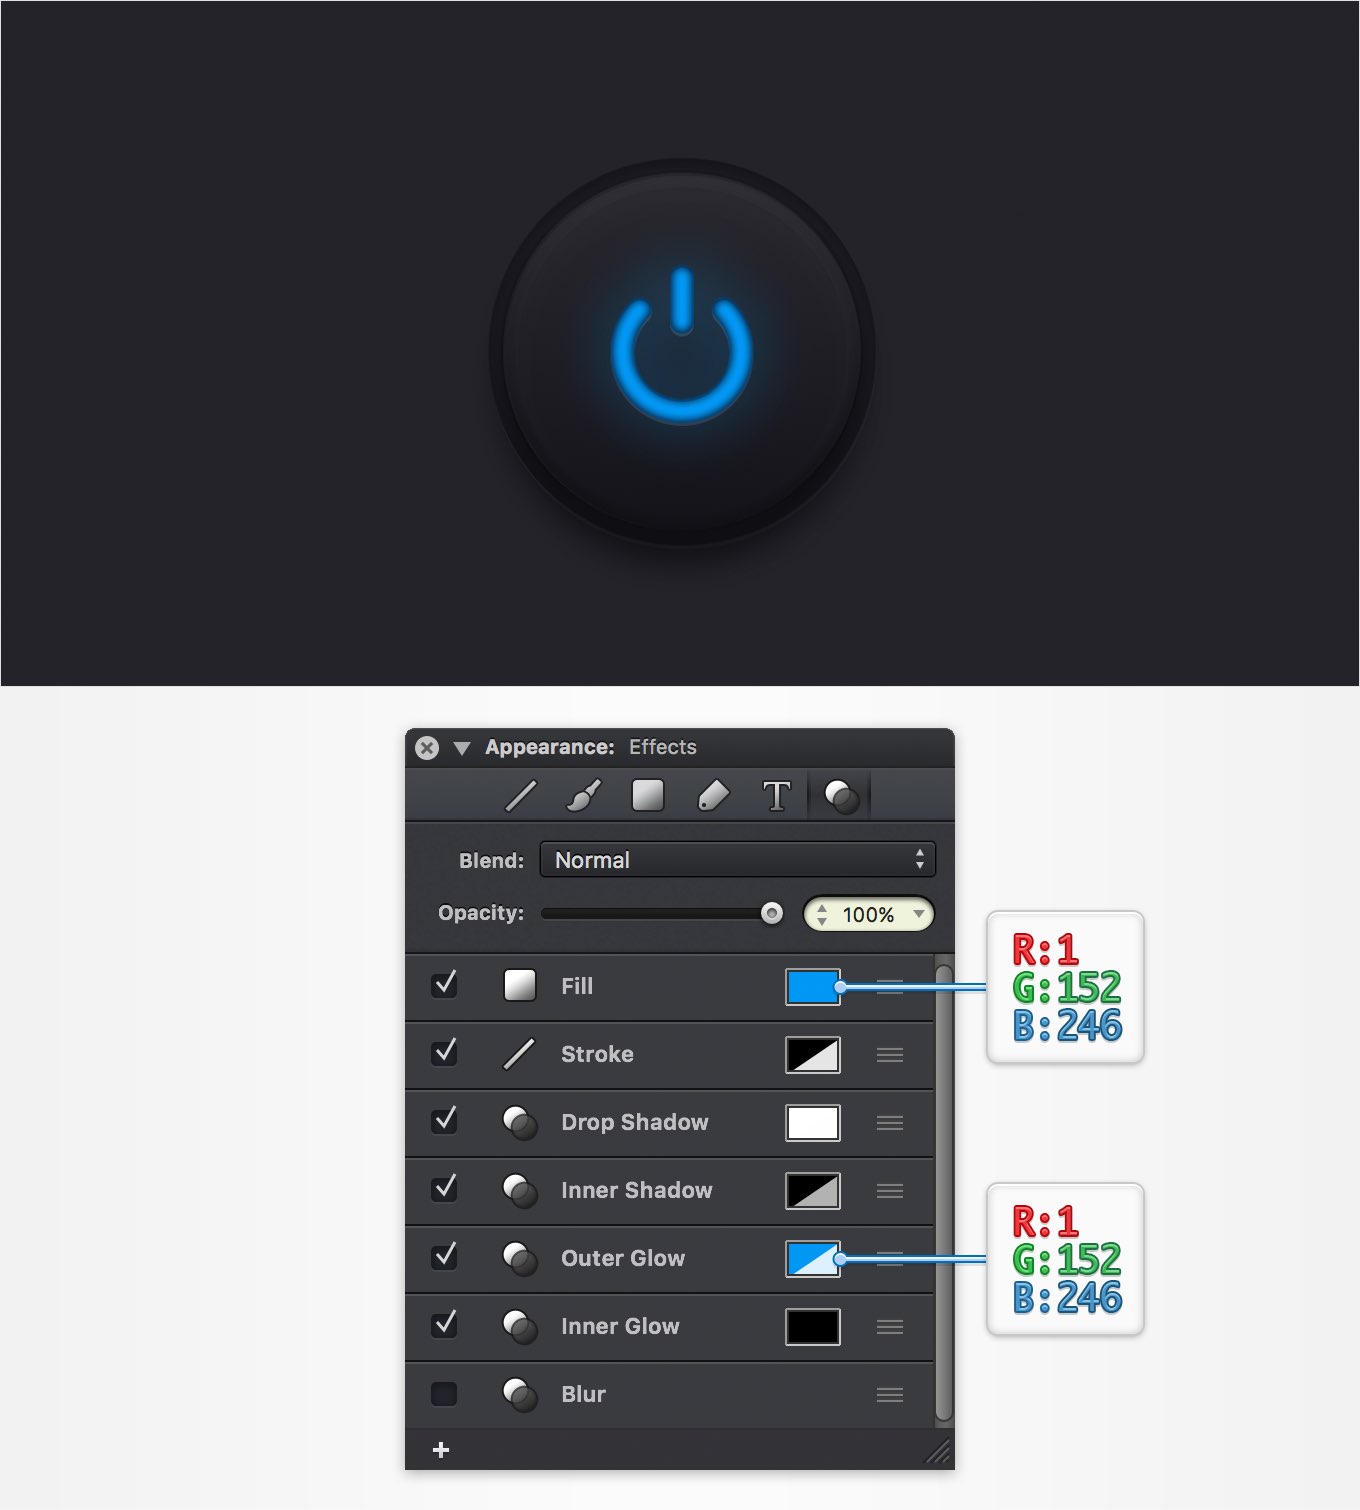 Appearance: Effects
T
Blend: Normal
Opacity: 100%
Fill
R:1
G:152
B:246
Stroke
Drop Shadow
Inner Shadow
Outer Glow
R:1
G:152
B:246
Inner Glow
Blur